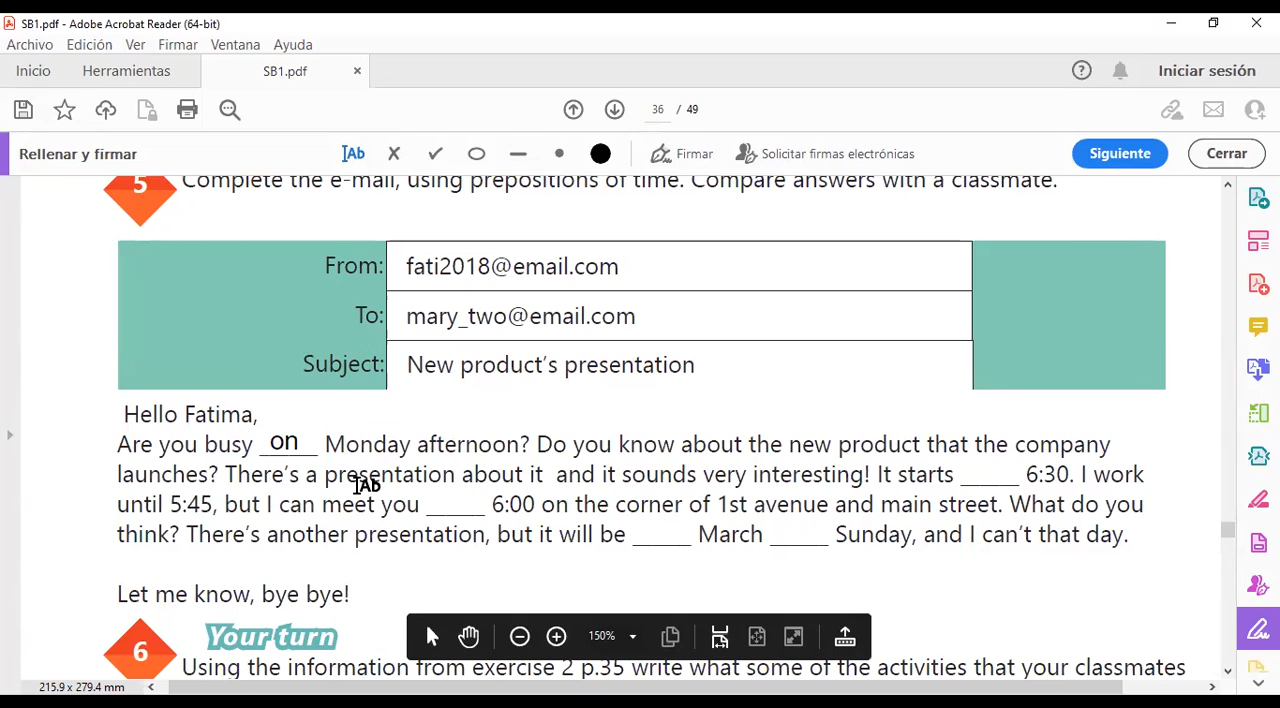 SB1.pdf - Adobe Acrobat Reader (64-bit)
Archivo Edición Ver Firmar Ventana Ayuda
Inicio Herramientas SB1.pdf × ? Iniciar sesión
36 / 49
Rellenar y firmar Ab Firmar Solicitar firmas electrónicas Siguiente Cerrar
5 Complete the e-mail, using prepositions of time. Compare answers with a classmate.
From: fati2018@email.com
To: mary_two@email.com
Subject: New product's presentation
Hello Fatima,
Are you busy on Monday afternoon? Do you know about the new product that the company
launches? There's a presentation about it and it sounds very interesting! It starts _____ 6:30. I work
until 5:45, but I can meet you _____ 6:00 on the corner of 1st avenue and main street. What do you
think? There's another presentation, but it will be _____ March _____ Sunday, and I can't that day.
Let me know, bye bye!
6 Your turn
150%
Using the information from exercise 2 p.35 write what some of the activities that your classmates
215.9 x 279.4 mm